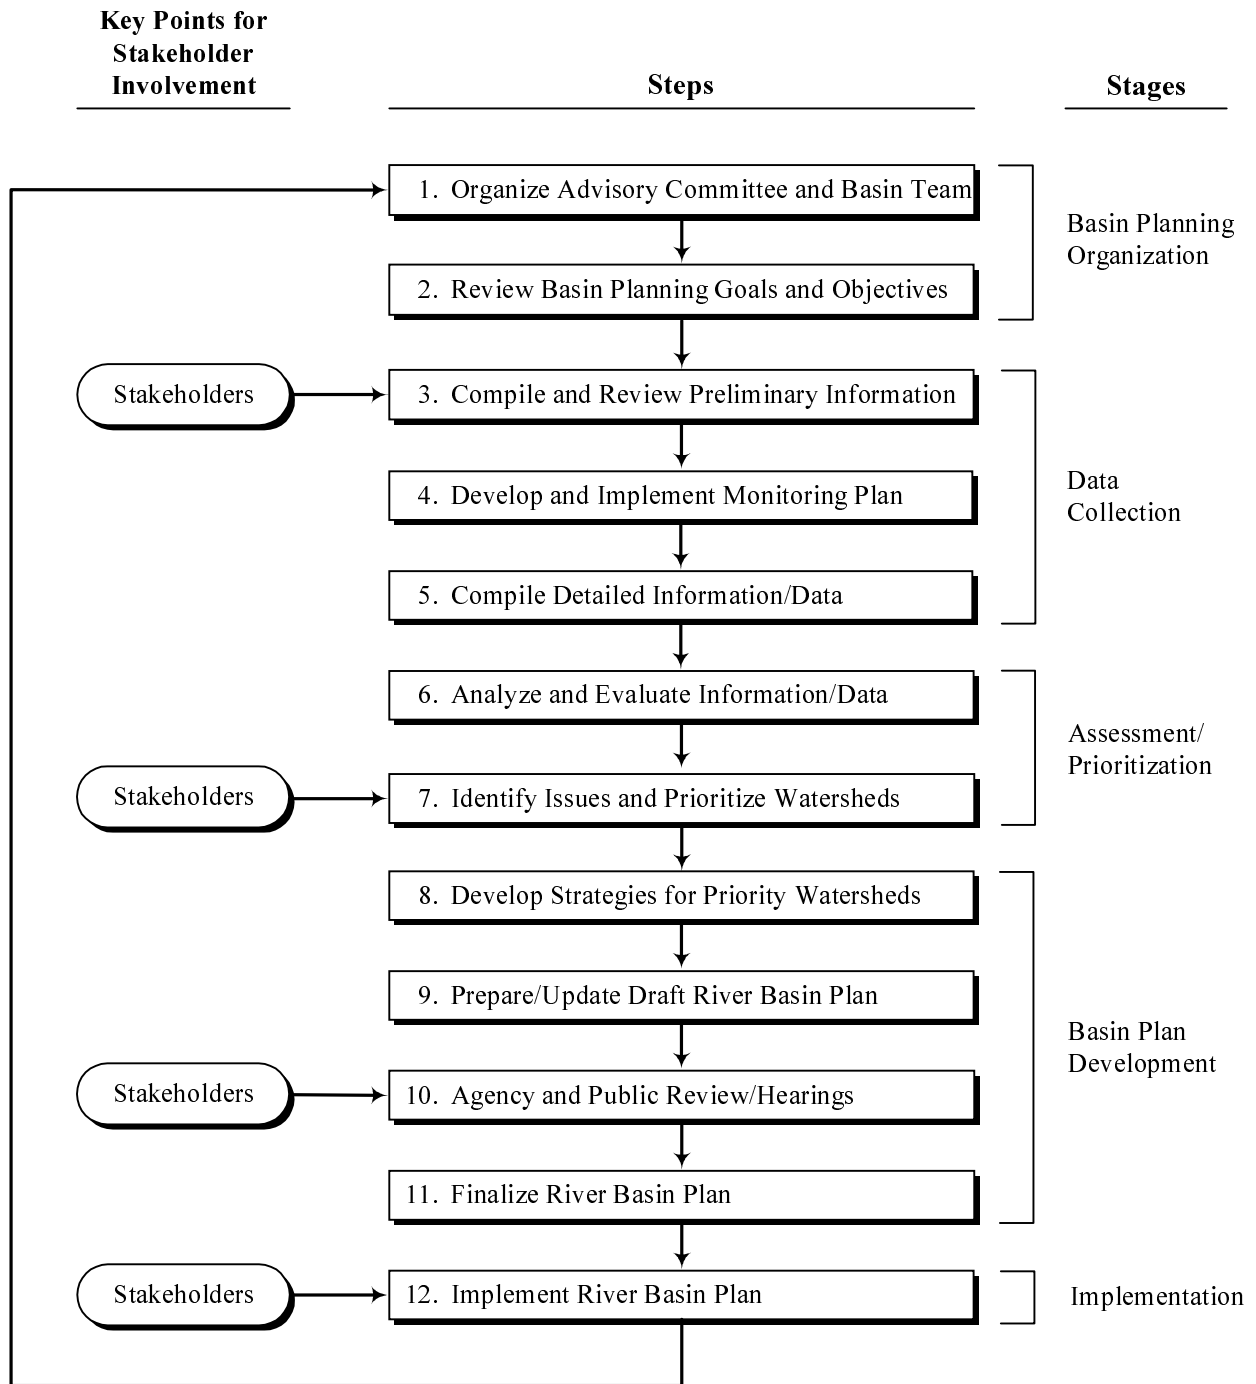 Key Points for
Stakeholder
Involvement
Steps
Stages
1. Organize Advisory Committee and Basin Team
Basin Planning
Organization
2. Review Basin Planning Goals and Objectives
Stakeholders
3. Compile and Review Preliminary Information
4. Develop and Implement Monitoring Plan
Data
Collection
5. Compile Detailed Information/Data
6. Analyze and Evaluate Information/Data
Assessment/
Prioritization
Stakeholders
7. Identify Issues and Prioritize Watersheds
8. Develop Strategies for Priority Watersheds
9. Prepare/Update Draft River Basin Plan
Basin Plan
Development
Stakeholders
10. Agency and Public Review/Hearings
11. Finalize River Basin Plan
Stakeholders
12. Implement River Basin Plan
Implementation